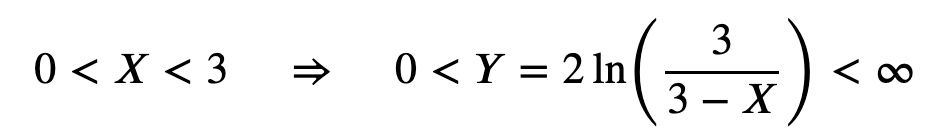 0 < X < 3 ⇒ 0 < Y = 2 ln(3/(3 − X)) < ∞